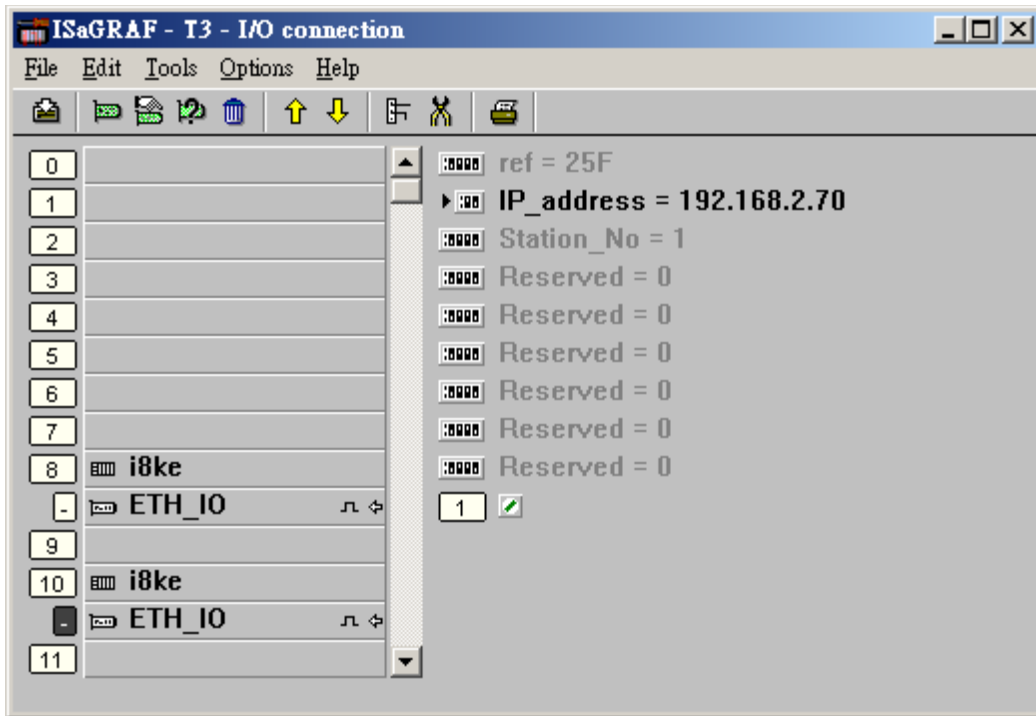 ISaGRAF - T3 - I/O connection
File Edit Tools Options Help
0
1
2
3
4
5
6
7
8 i8ke
- ETH_IO
9
10 i8ke
- ETH_IO
11
ref = 25F
IP_address = 192.168.2.70
Station_No = 1
Reserved = 0
Reserved = 0
Reserved = 0
Reserved = 0
Reserved = 0
Reserved = 0
1